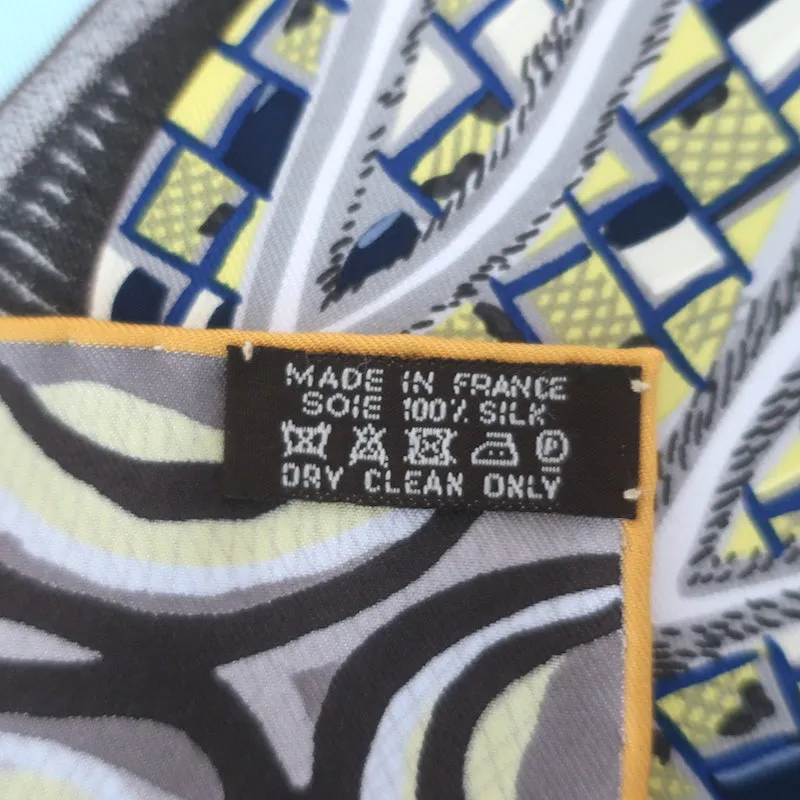 MADE IN FRANCE
SOIE 100% SILK
P
DRY CLEAN ONLY